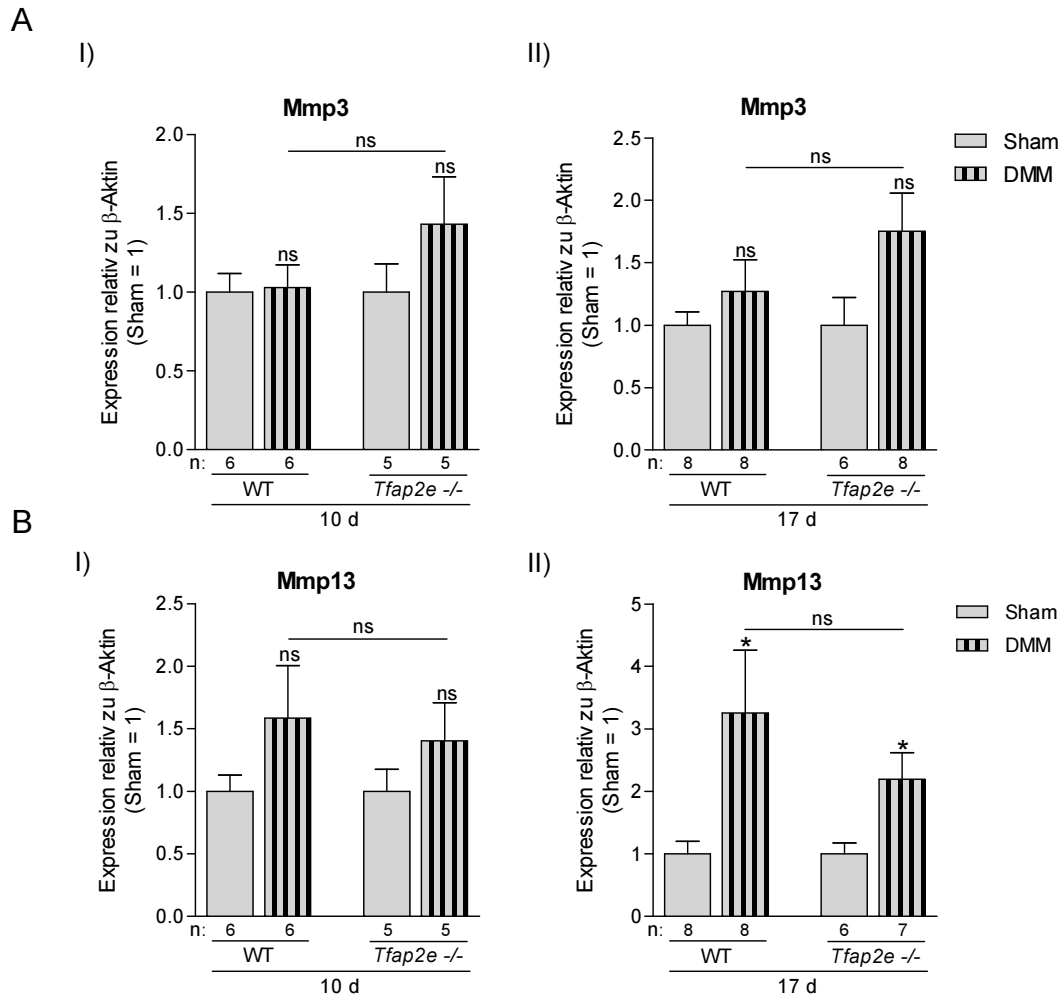 A
I)
Mmp3
Expression relativ zu β-Aktin
(Sham = 1)
2.0
1.5
1.0
0.5
0.0
ns
ns
ns
n: 6 6 5 5
WT Tfap2e -/-
10 d
II)
Mmp3
Expression relativ zu β-Aktin
(Sham = 1)
2.5
2.0
1.5
1.0
0.5
0.0
ns
ns
ns
n: 8 8 6 8
WT Tfap2e -/-
17 d
Sham
DMM
B
I)
Mmp13
Expression relativ zu β-Aktin
(Sham = 1)
2.5
2.0
1.5
1.0
0.5
0.0
ns
ns
ns
n: 6 6 5 5
WT Tfap2e -/-
10 d
II)
Mmp13
Expression relativ zu β-Aktin
(Sham = 1)
5
4
3
2
1
0
ns
*
*
n: 8 8 6 7
WT Tfap2e -/-
17 d
Sham
DMM